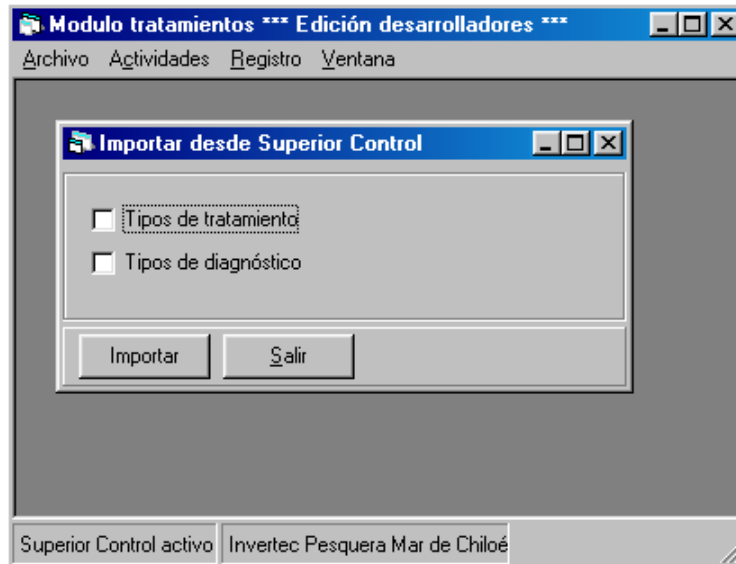 Modulo tratamientos *** Edición desarrolladores ***
Archivo Actividades Registro Ventana
Importar desde Superior Control
Tipos de tratamiento
Tipos de diagnóstico
Importar Salir
Superior Control activo Invertec Pesquera Mar de Chiloé